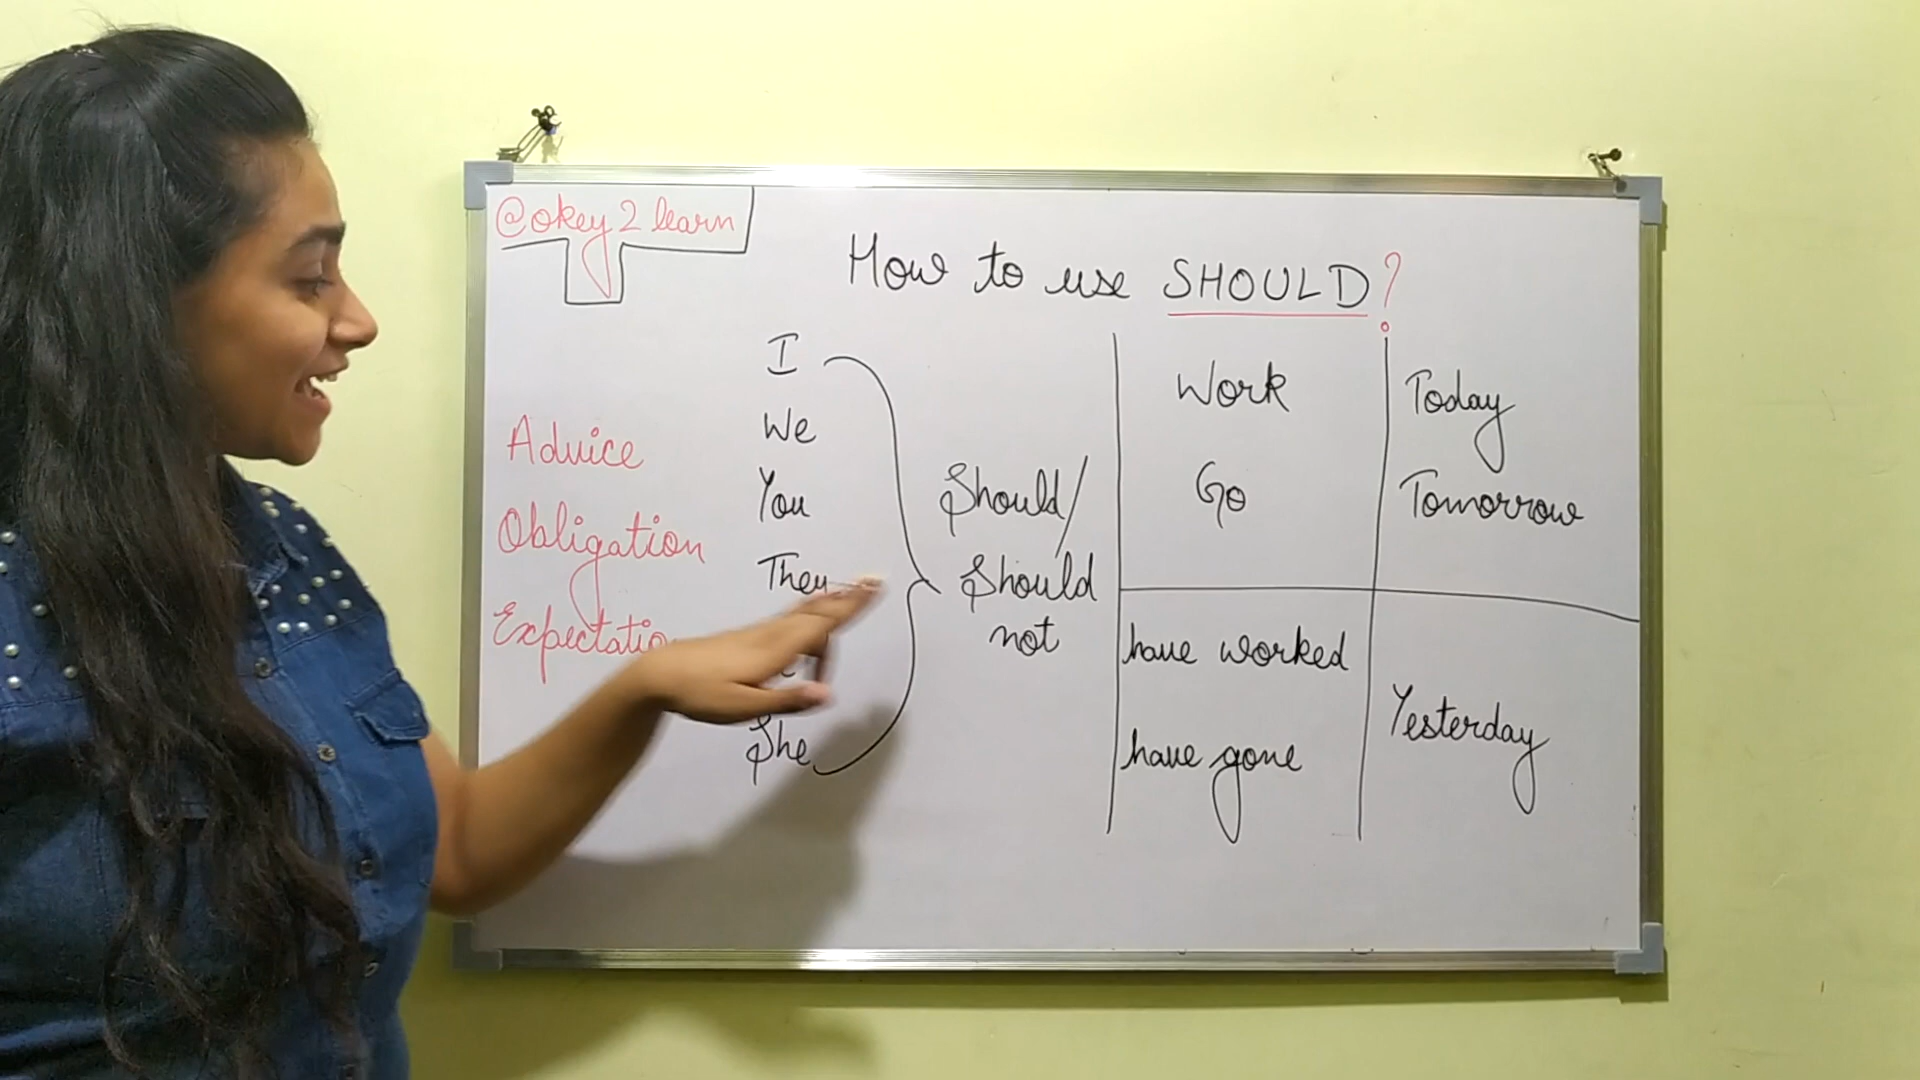 @okey2learn
How to use SHOULD?
Advice
Obligation
Expectation
I
We
You
They
She
Should/
Should
not
Work
Go
have worked
have gone
Today
Tomorrow
Yesterday